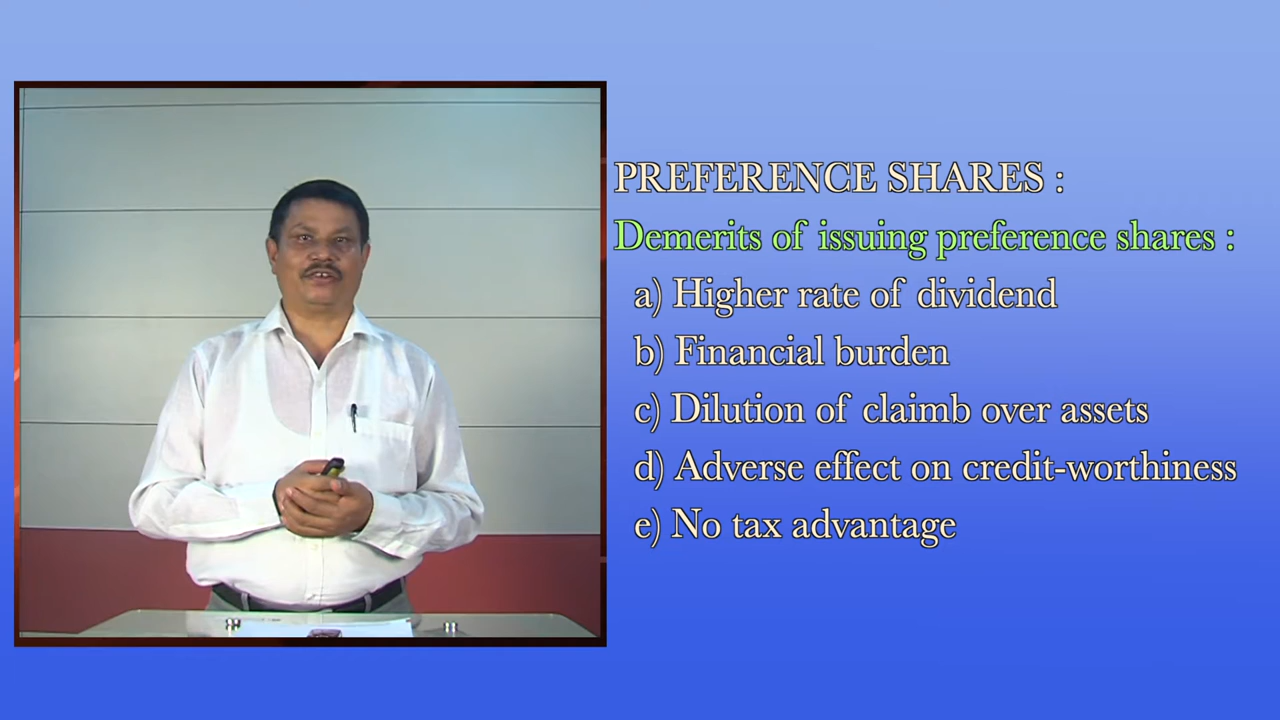 PREFERENCE SHARES :
Demerits of issuing preference shares :
a) Higher rate of dividend
b) Financial burden
c) Dilution of claimb over assets
d) Adverse effect on credit-worthiness
e) No tax advantage